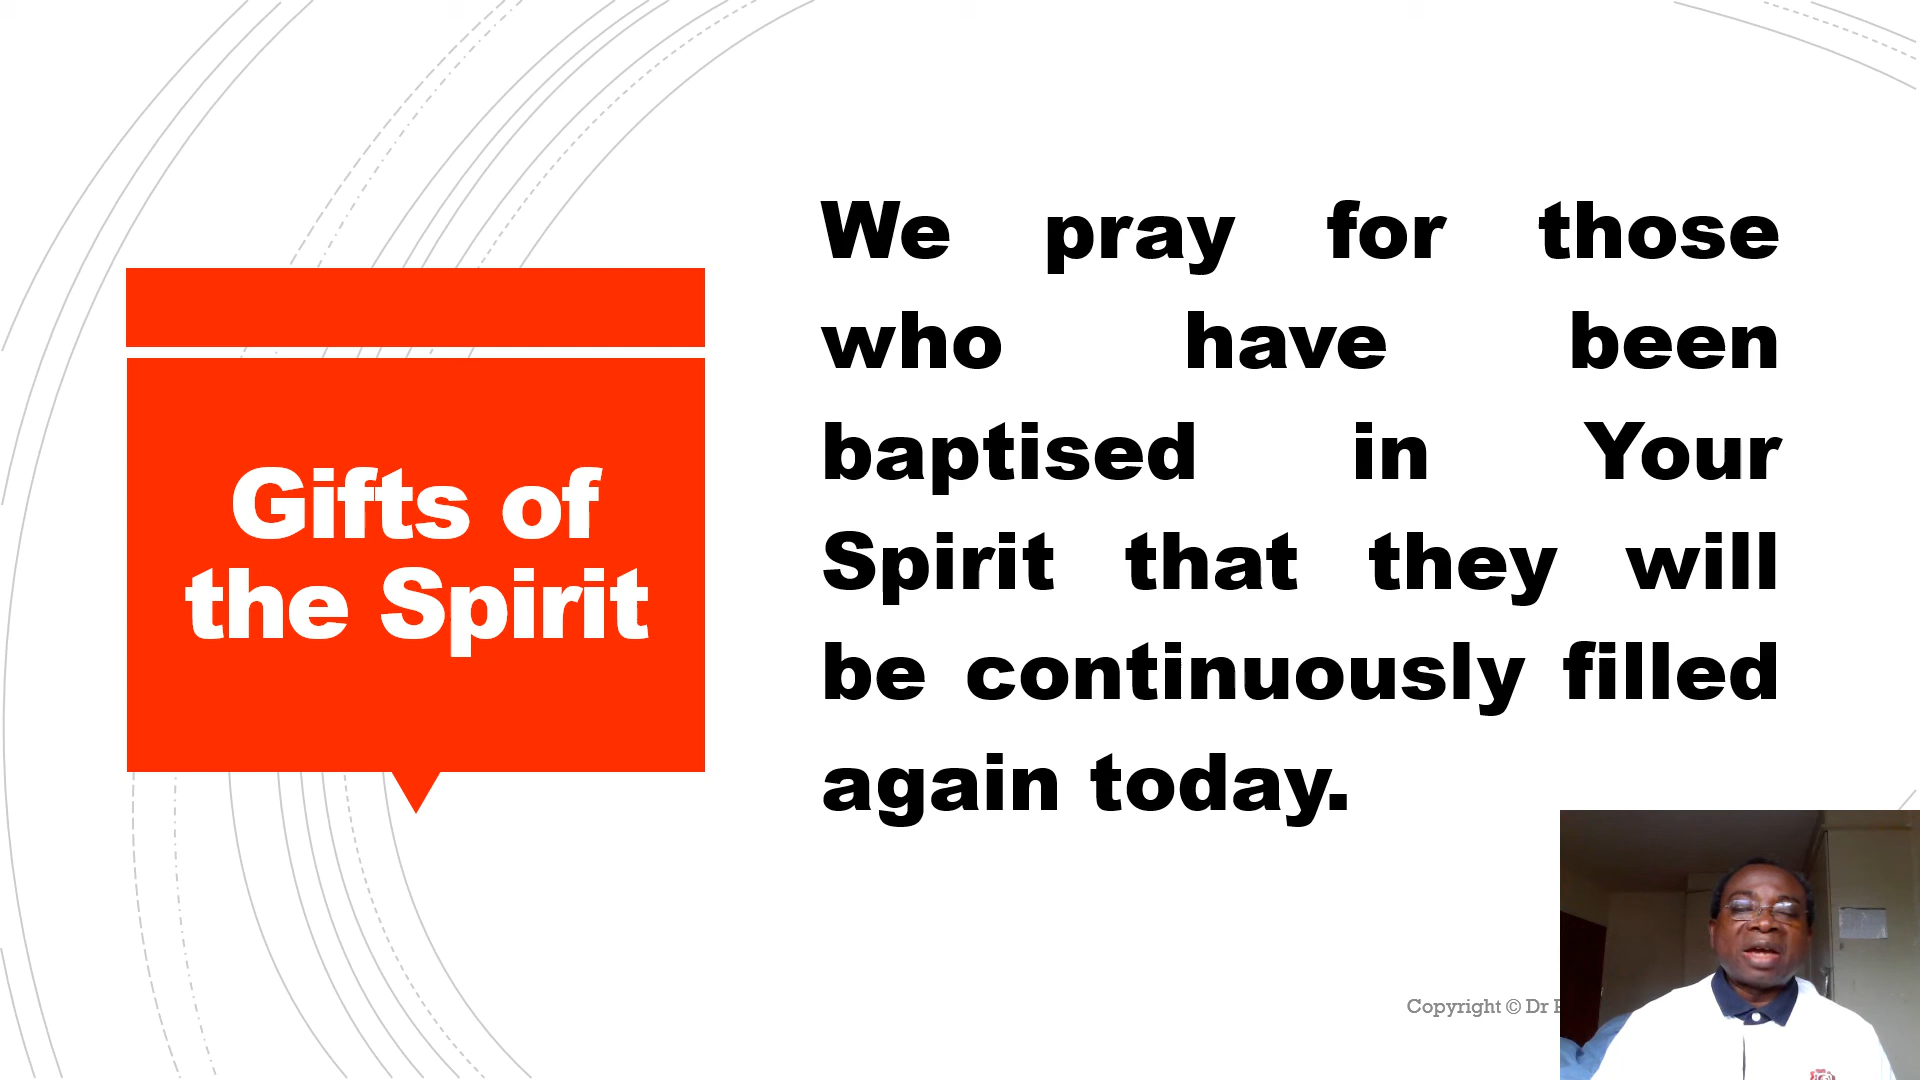 Gifts of
the Spirit
We pray for those
who have been
baptised in Your
Spirit that they will
be continuously filled
again today.
Copyright © Dr